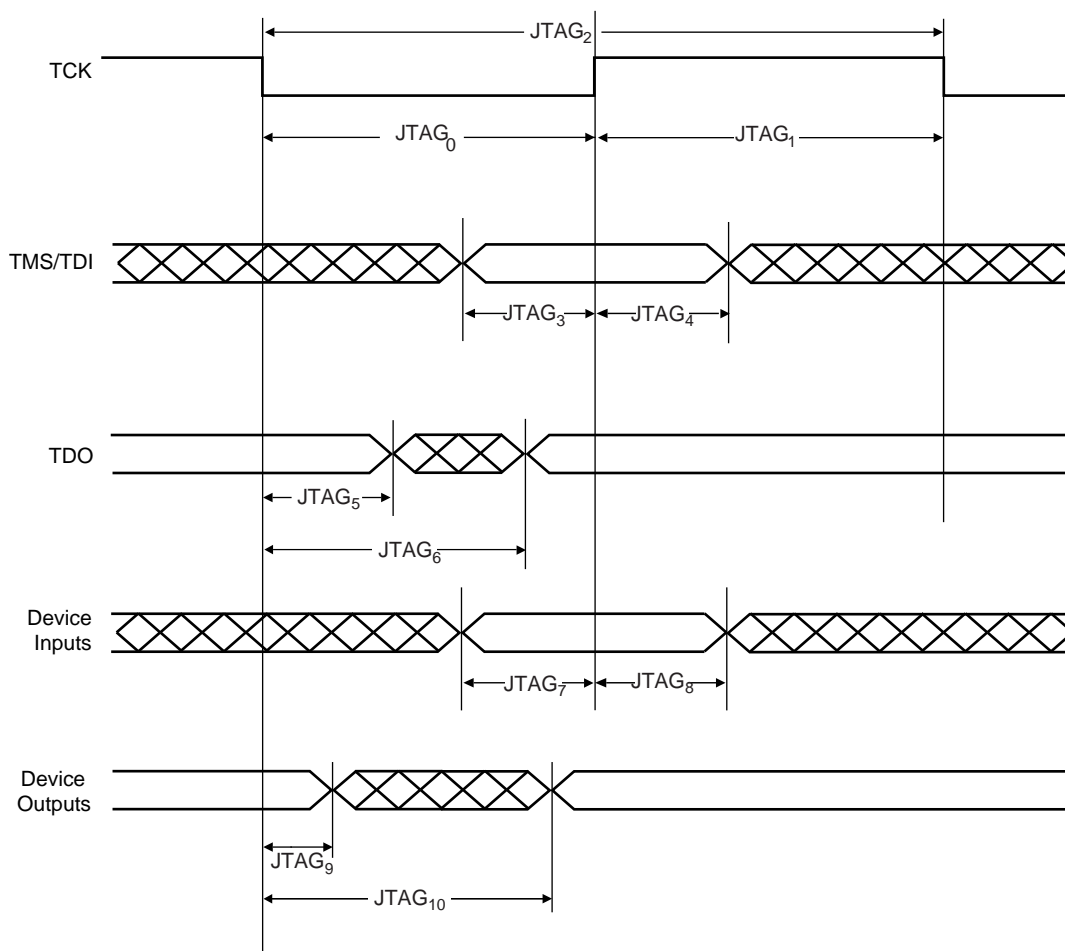 JTAG₂
TCK
JTAG₀
JTAG₁
TMS/TDI
JTAG₃
JTAG₄
TDO
JTAG₅
JTAG₆
Device
Inputs
JTAG₇
JTAG₈
Device
Outputs
JTAG₉
JTAG₁₀